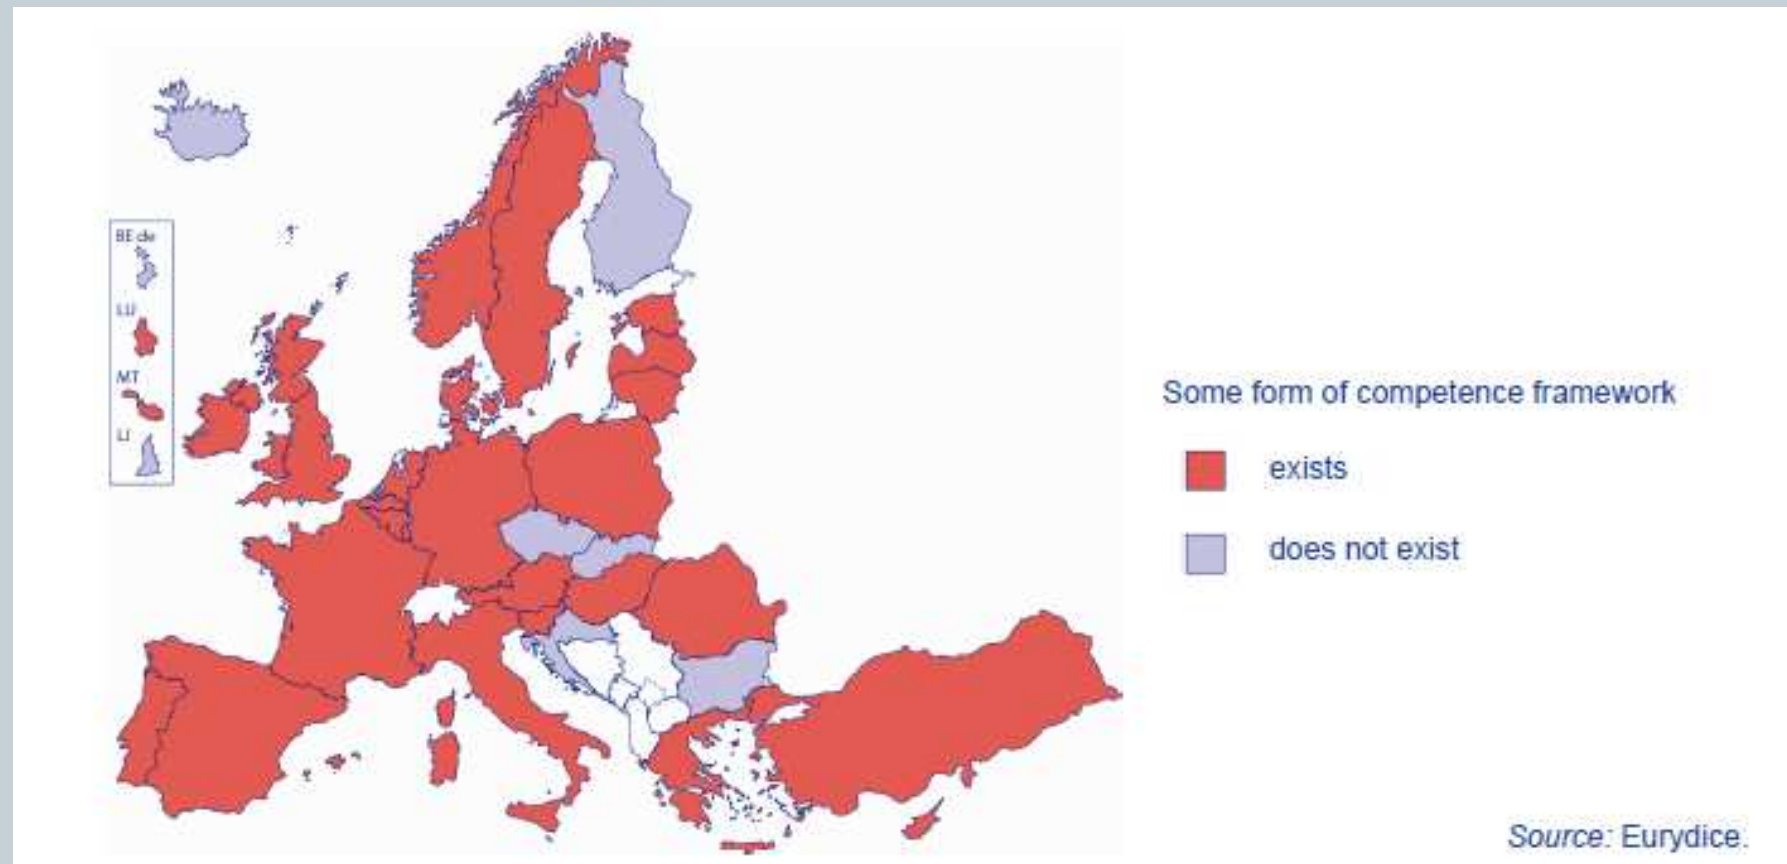 BE de
LU
MT
LI
Some form of competence framework
exists
does not exist
Source: Eurydice.